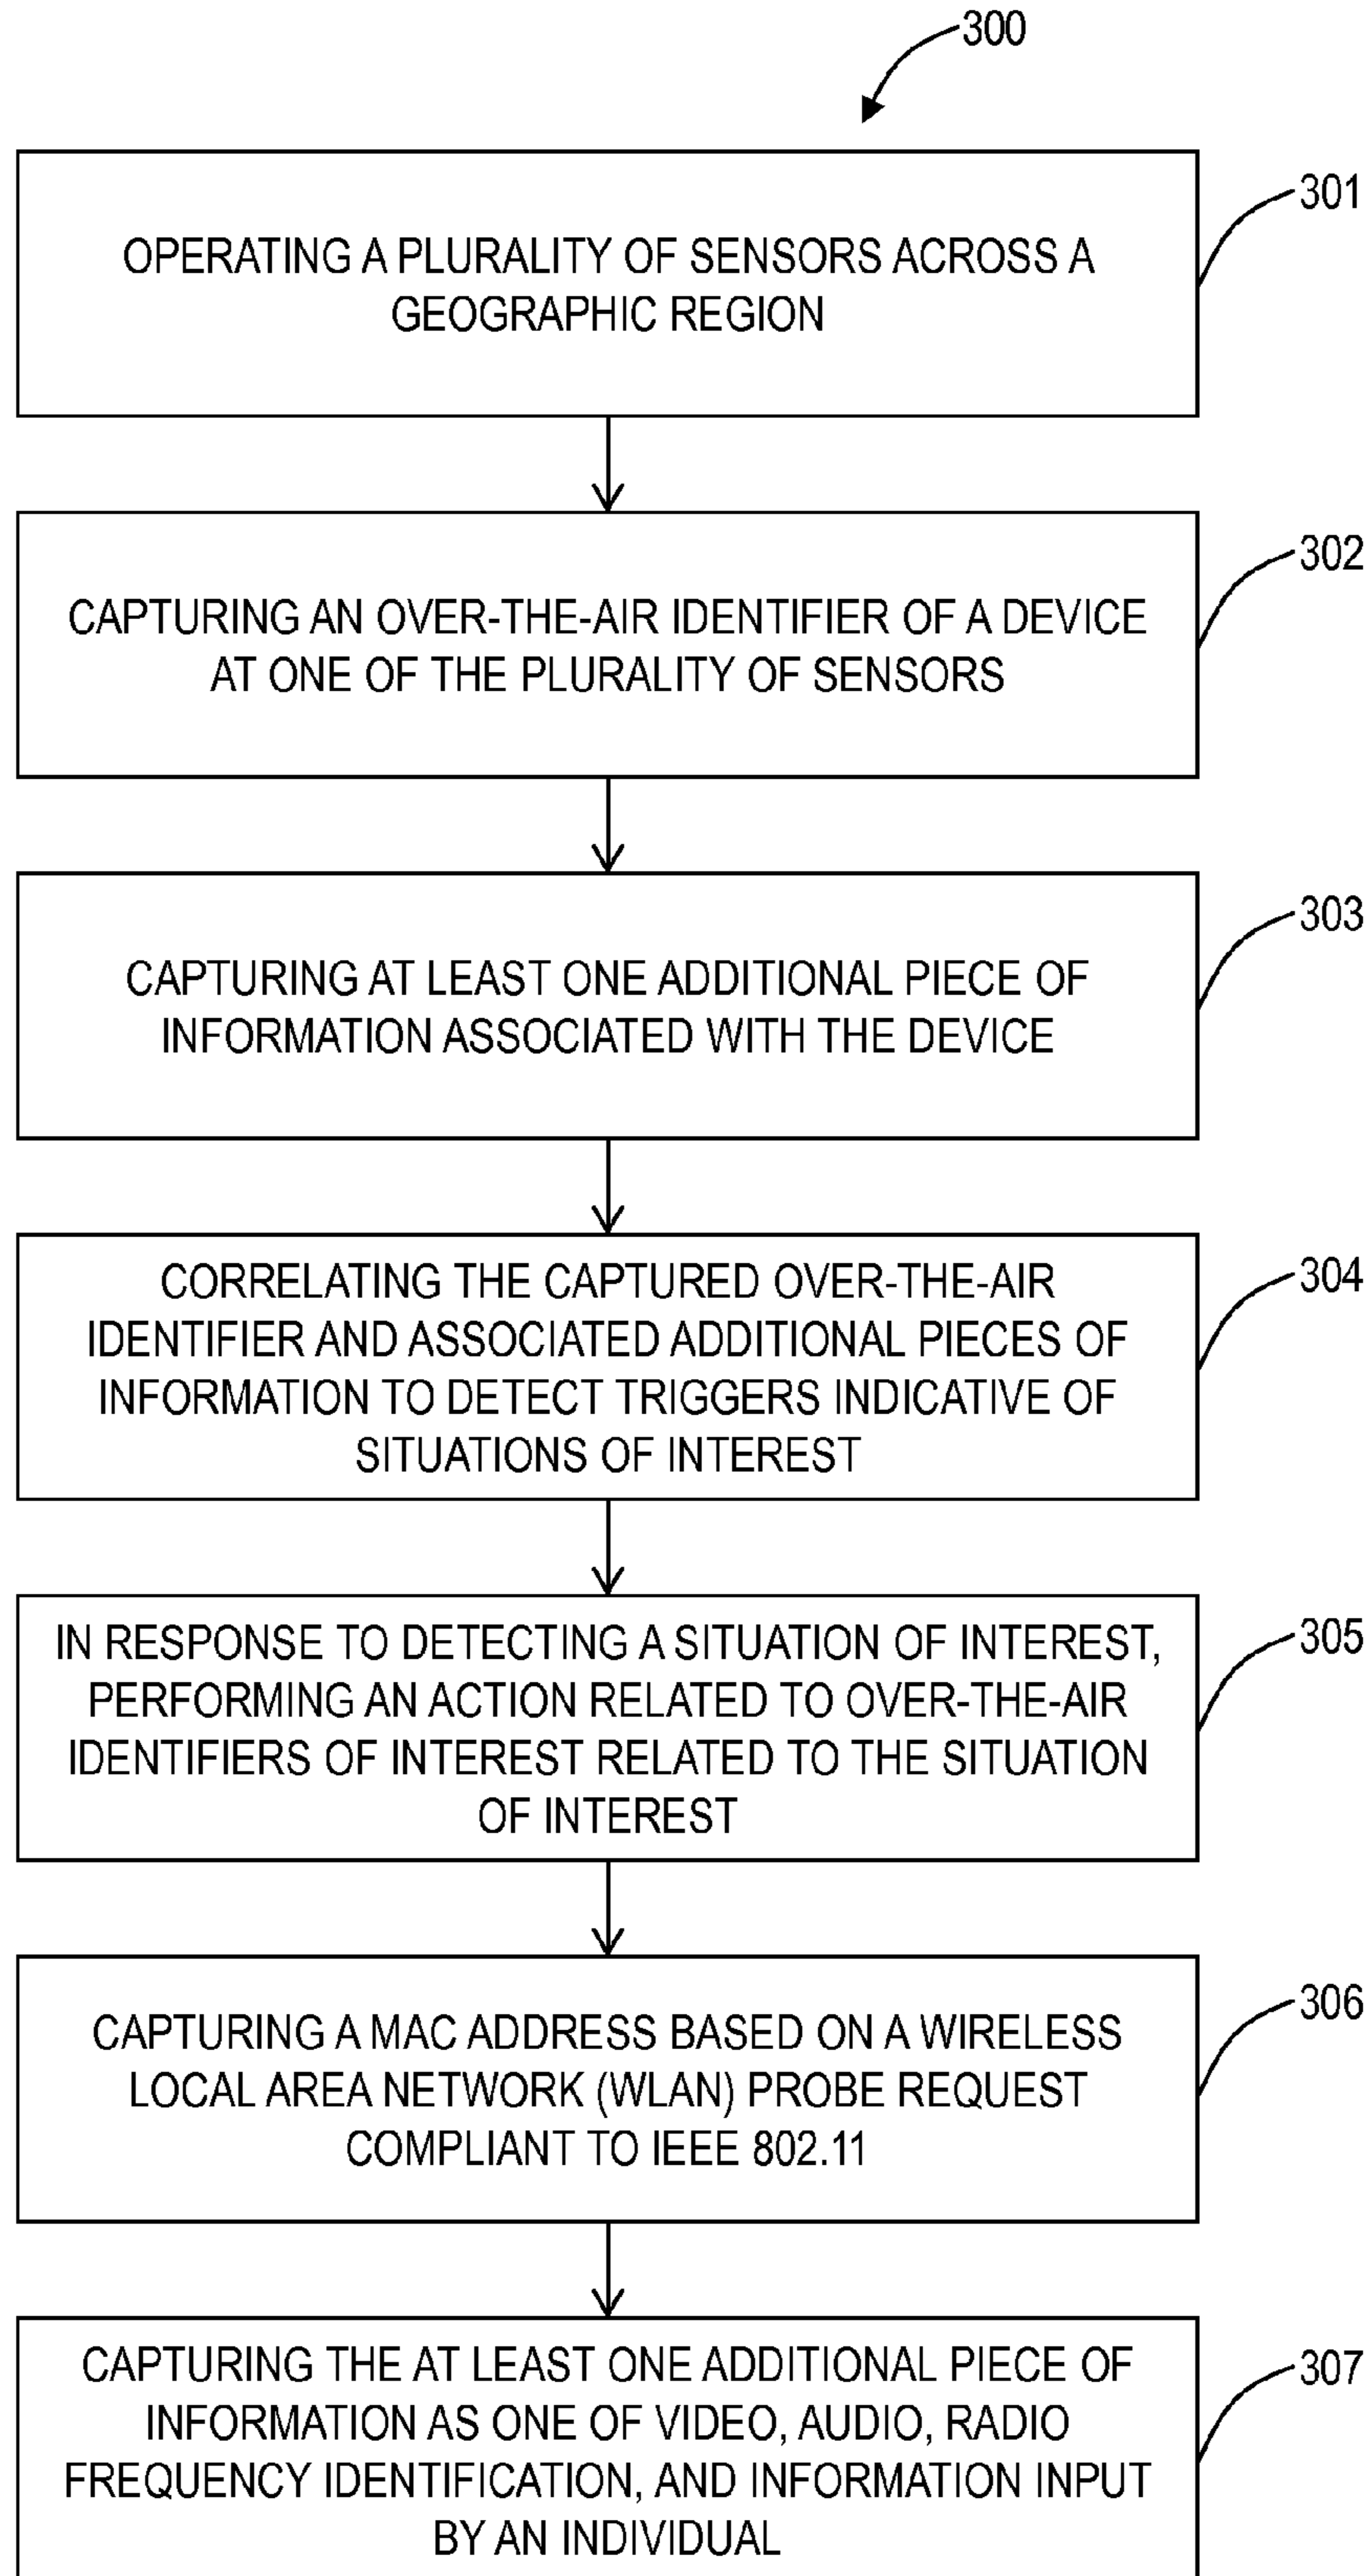 300
301
OPERATING A PLURALITY OF SENSORS ACROSS A
GEOGRAPHIC REGION
302
CAPTURING AN OVER-THE-AIR IDENTIFIER OF A DEVICE
AT ONE OF THE PLURALITY OF SENSORS
303
CAPTURING AT LEAST ONE ADDITIONAL PIECE OF
INFORMATION ASSOCIATED WITH THE DEVICE
304
CORRELATING THE CAPTURED OVER-THE-AIR
IDENTIFIER AND ASSOCIATED ADDITIONAL PIECES OF
INFORMATION TO DETECT TRIGGERS INDICATIVE OF
SITUATIONS OF INTEREST
305
IN RESPONSE TO DETECTING A SITUATION OF INTEREST,
PERFORMING AN ACTION RELATED TO OVER-THE-AIR
IDENTIFIERS OF INTEREST RELATED TO THE SITUATION
OF INTEREST
306
CAPTURING A MAC ADDRESS BASED ON A WIRELESS
LOCAL AREA NETWORK (WLAN) PROBE REQUEST
COMPLIANT TO IEEE 802.11
307
CAPTURING THE AT LEAST ONE ADDITIONAL PIECE OF
INFORMATION AS ONE OF VIDEO, AUDIO, RADIO
FREQUENCY IDENTIFICATION, AND INFORMATION INPUT
BY AN INDIVIDUAL